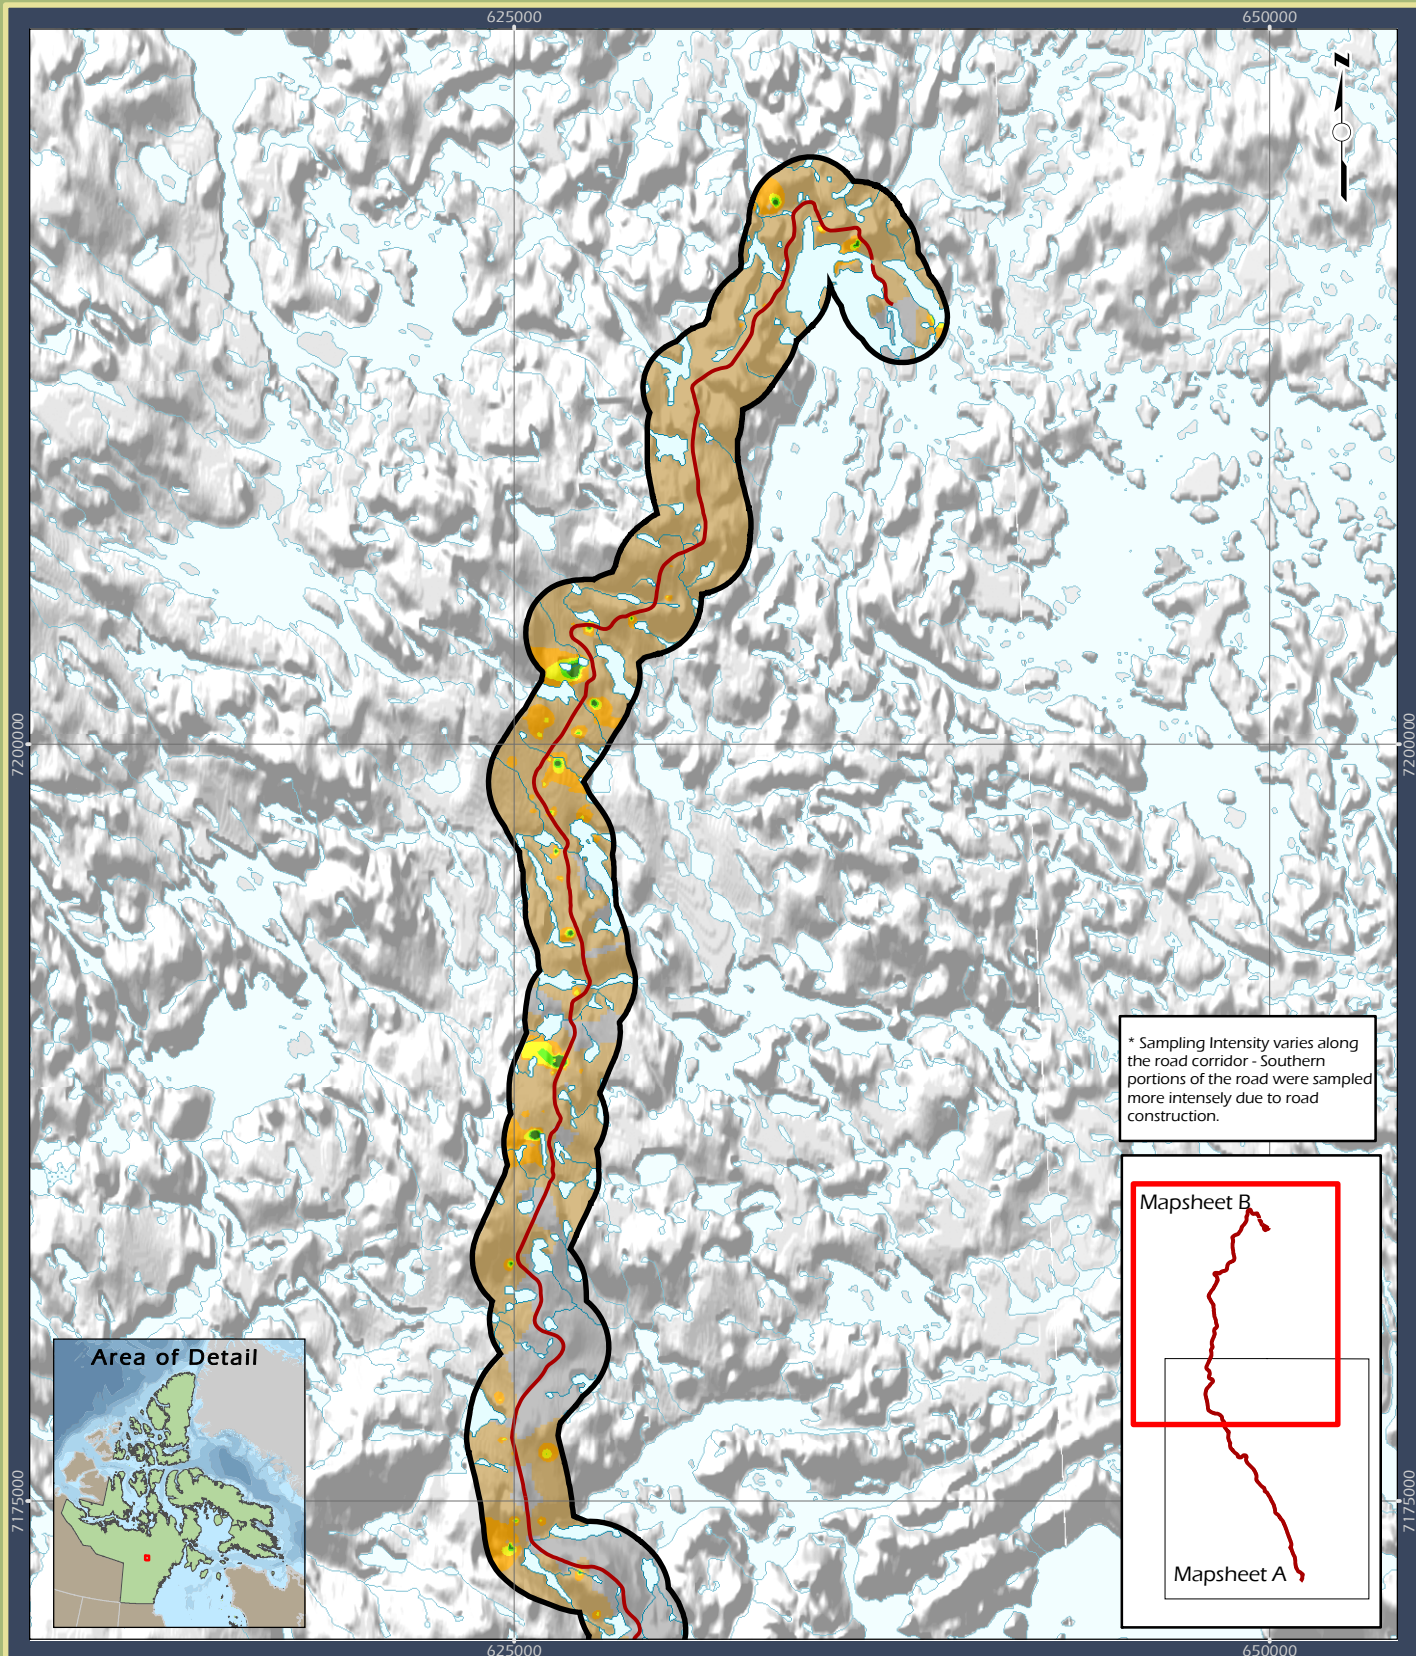 625000
650000
N
7200000
7200000
* Sampling Intensity varies along
the road corridor - Southern
portions of the road were sampled
more intensely due to road
construction.
Mapsheet B
Area of Detail
7175000
7175000
Mapsheet A
625000
650000